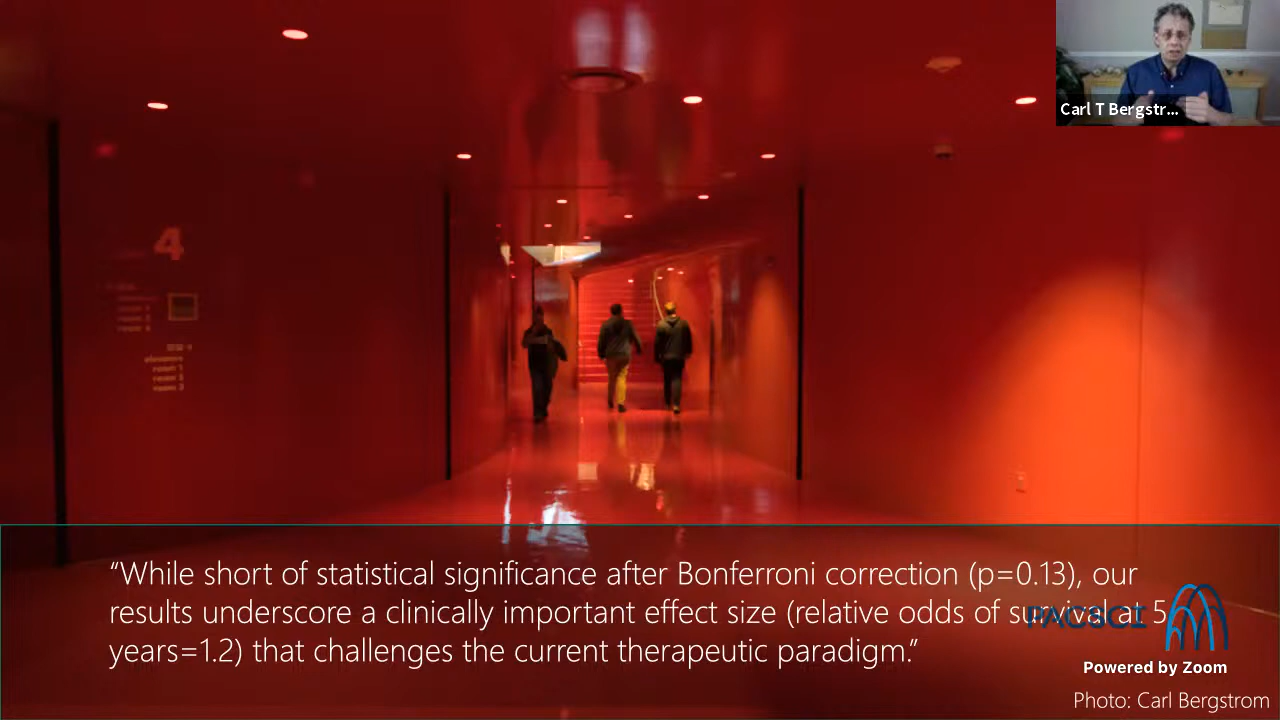 Carl T Bergstr...
4
“While short of statistical significance after Bonferroni correction (p=0.13), our
results underscore a clinically important effect size (relative odds of survival at 5
years=1.2) that challenges the current therapeutic paradigm.”
PACSCI
Powered by Zoom
Photo: Carl Bergstrom